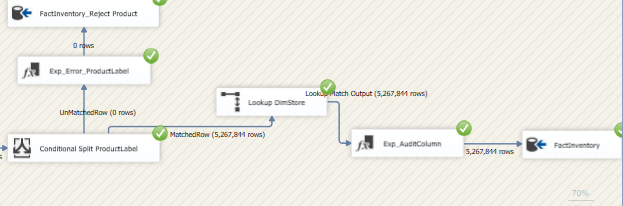 FactInventory_Reject Product
0 rows
Exp_Error_ProductLabel
UnMatchedRow (0 rows)
Lookup Match Output (5,267,844 rows)
Lookup DimStore
MatchedRow (5,267,844 rows)
Conditional Split ProductLabel
Exp_AuditColumn
5,267,844 rows
FactInventory
s
70%